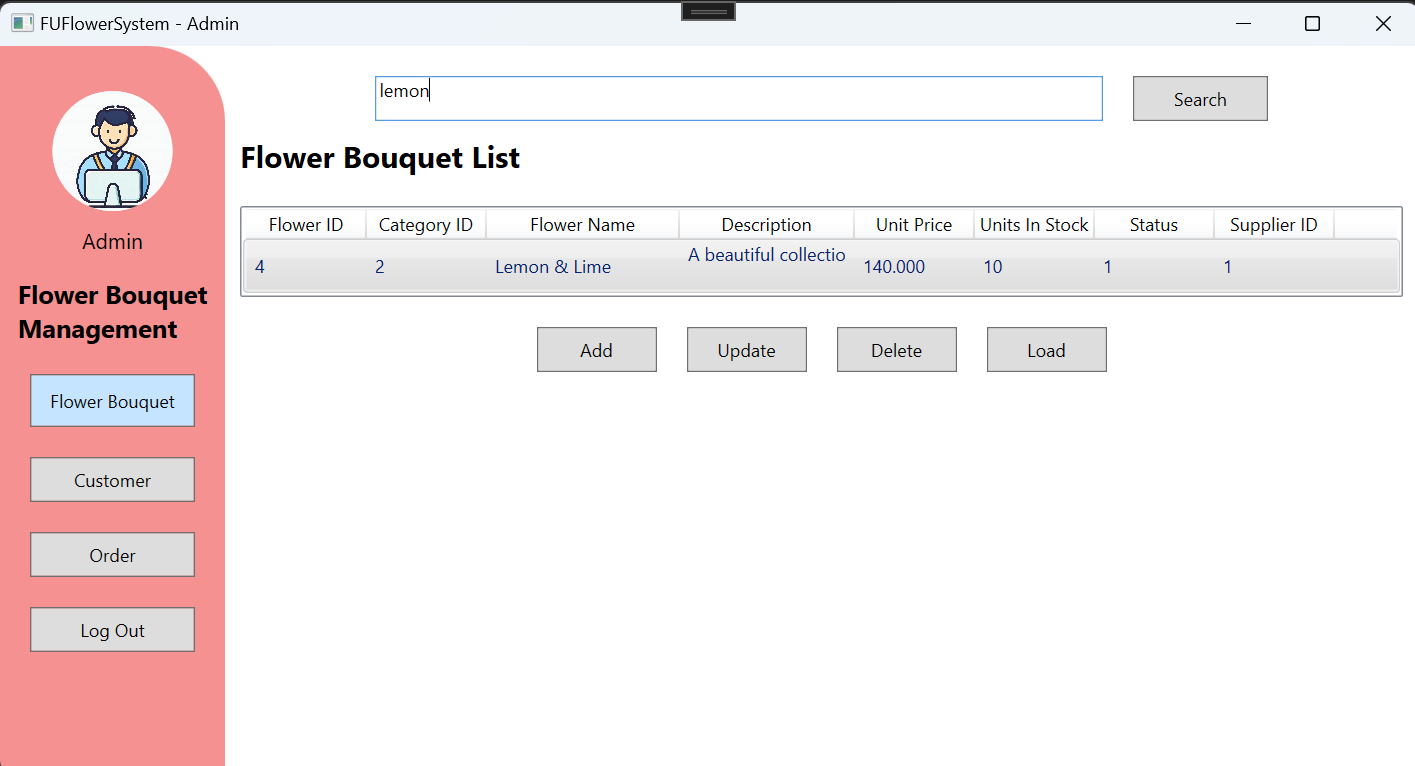 FUFlowerSystem - Admin
lemon
Search
Flower Bouquet List
Flower ID Category ID Flower Name Description Unit Price Units In Stock Status Supplier ID
4 2 Lemon & Lime A beautiful collectio 140.000 10 1 1
Add Update Delete Load
Admin
Flower Bouquet
Management
Flower Bouquet
Customer
Order
Log Out